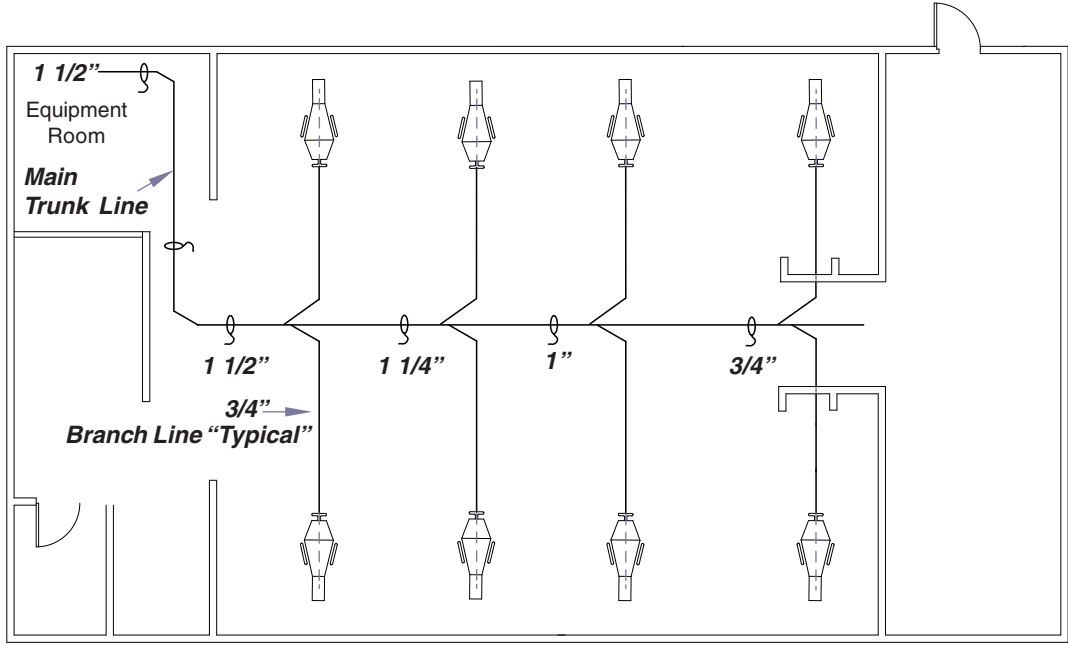 1 1/2”
Equipment
Room
Main
Trunk Line
1 1/2”
1 1/4”
1”
3/4”
3/4”
Branch Line “Typical”